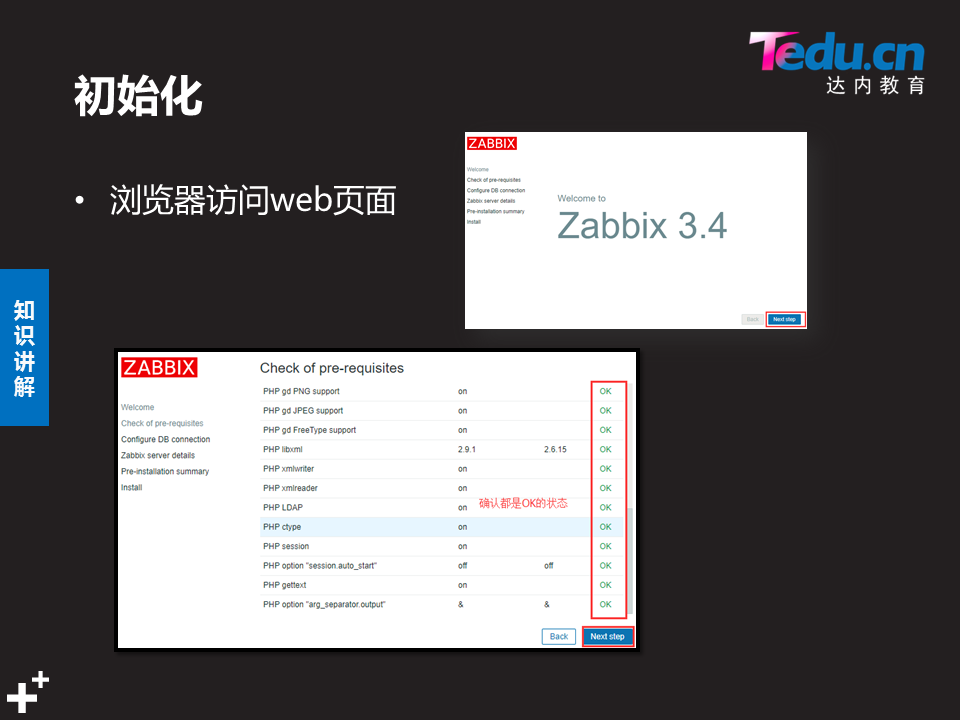 Tedu.cn
达内教育
初始化
• 浏览器访问web页面
知识讲解
ZABBIX
Welcome
Check of pre-requisites
Configure DB connection
Zabbix server details
Pre-installation summary
Install
Welcome to
Zabbix 3.4
Back Next step
ZABBIX
Welcome
Check of pre-requisites
Configure DB connection
Zabbix server details
Pre-installation summary
Install
Check of pre-requisites
PHP gd PNG support on OK
PHP gd JPEG support on OK
PHP gd FreeType support on OK
PHP libxml 2.9.1 2.6.15 OK
PHP xmlwriter on OK
PHP xmlreader on OK
PHP LDAP on OK
确认都是OK的状态
PHP ctype on OK
PHP session on OK
PHP option "session.auto_start" off off OK
PHP gettext on OK
PHP option "arg_separator.output" & & OK
Back Next step